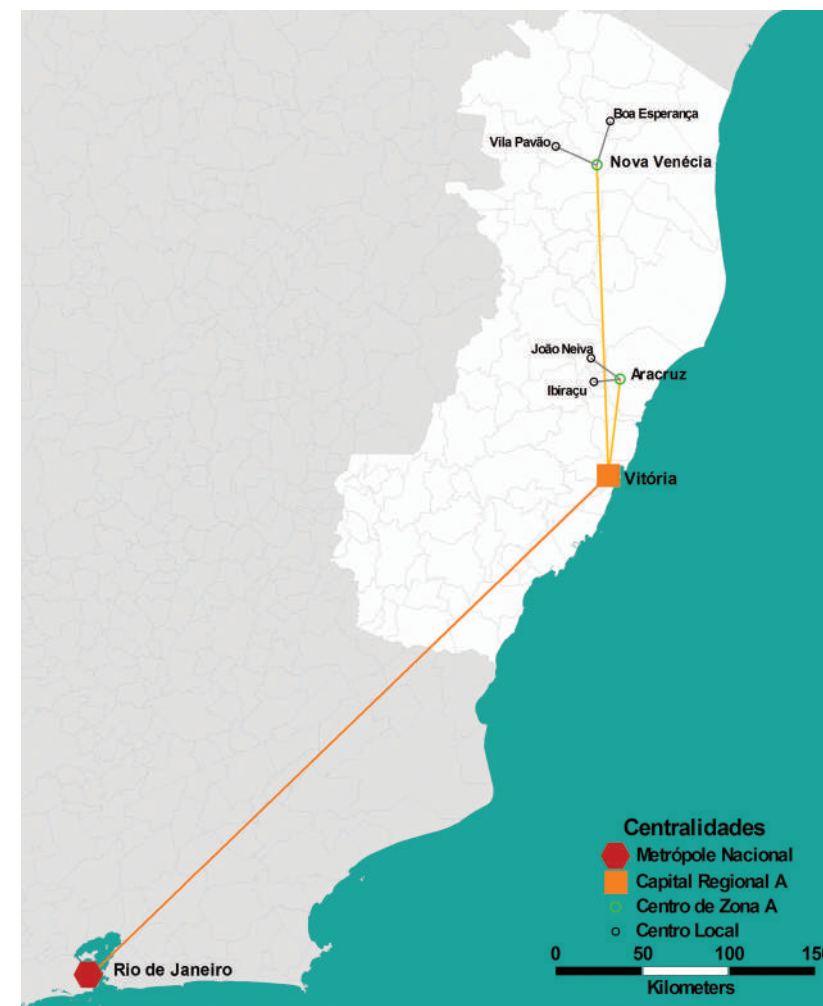 Boa Esperança
Vila Pavão
Nova Venécia
João Neiva
Aracruz
Ibiraçu
Vitória
Centralidades
Metrópole Nacional
Capital Regional A
Centro de Zona A
Centro Local
Rio de Janeiro
0 50 100 150
Kilometers